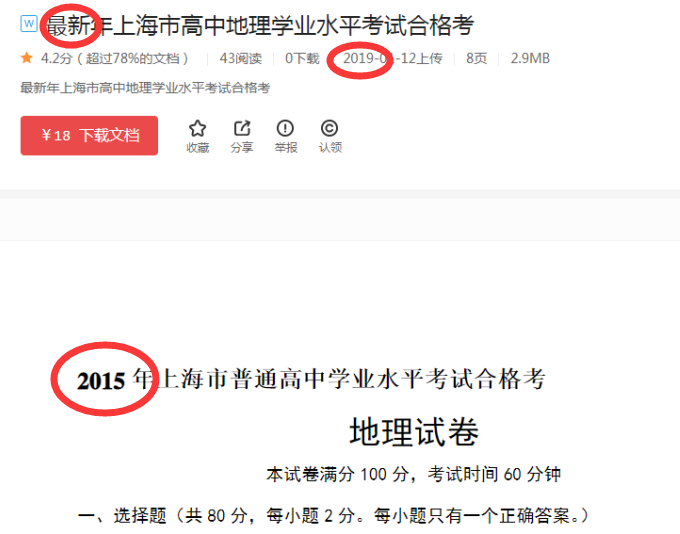 W 最新年上海市高中地理学业水平考试合格考
4.2分（超过78%的文档） 43阅读 0下载 2019-01-12上传 8页 2.9MB
最新年上海市高中地理学业水平考试合格考
￥18 下载文档
收藏 分享 举报 认领
2015 年上海市普通高中学业水平考试合格考
地理试卷
本试卷满分 100 分，考试时间 60 分钟
一、选择题（共 80 分，每小题 2 分。每小题只有一个正确答案。）